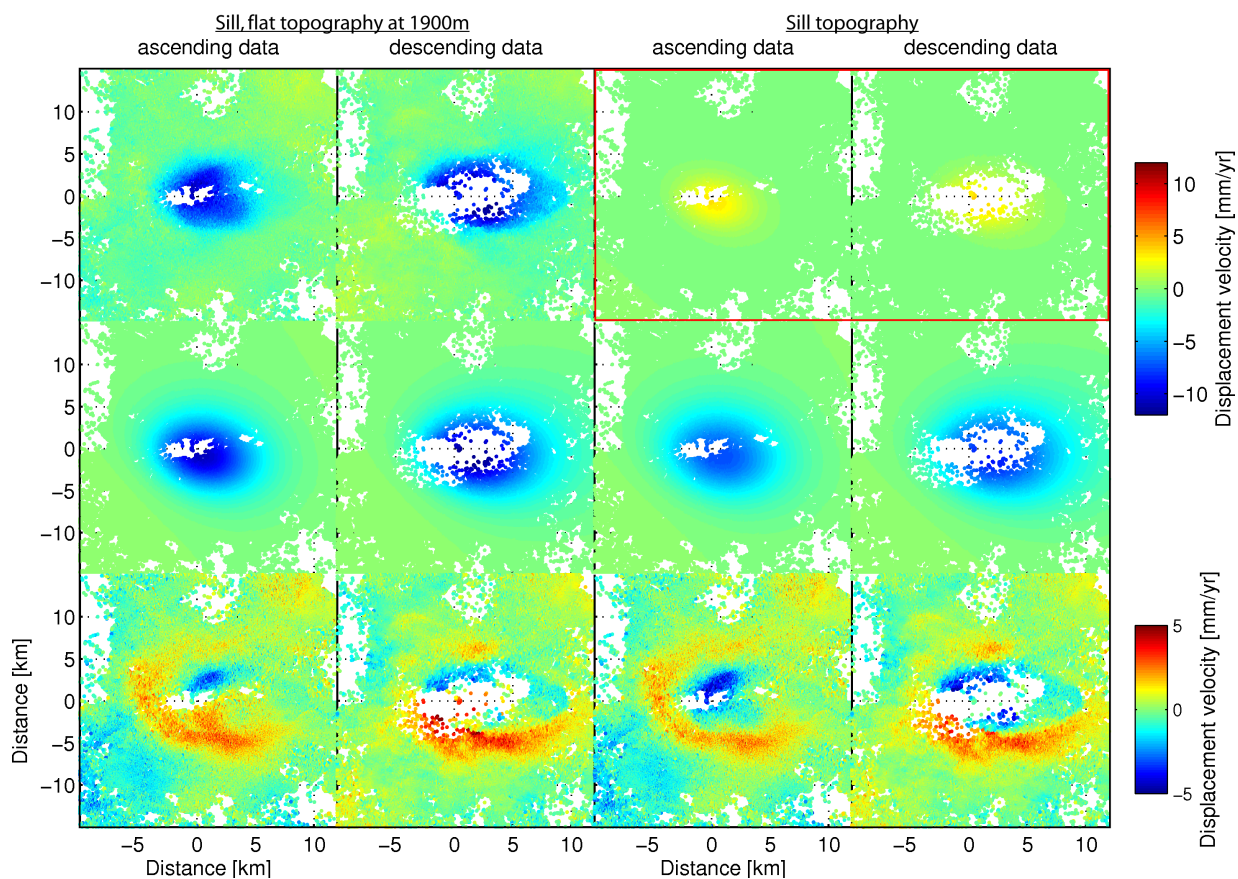 Sill, flat topography at 1900m
Sill topography
ascending data
descending data
ascending data
descending data
10
5
0
−5
−10
10
5
0
−5
−10
10
5
0
−5
−10
Distance [km]
−5 0 5 10
−5 0 5 10
−5 0 5 10
−5 0 5 10
Distance [km]
Distance [km]
10
5
0
−5
−10
Displacement velocity [mm/yr]
5
0
−5
Displacement velocity [mm/yr]